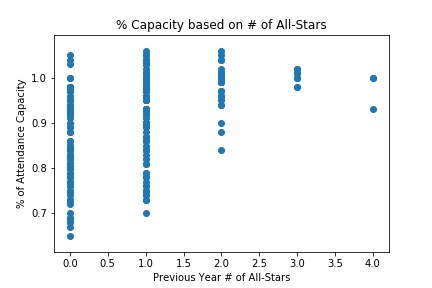 % Capacity based on # of All-Stars
% of Attendance Capacity
1.0
0.9
0.8
0.7
0.0 0.5 1.0 1.5 2.0 2.5 3.0 3.5 4.0
Previous Year # of All-Stars